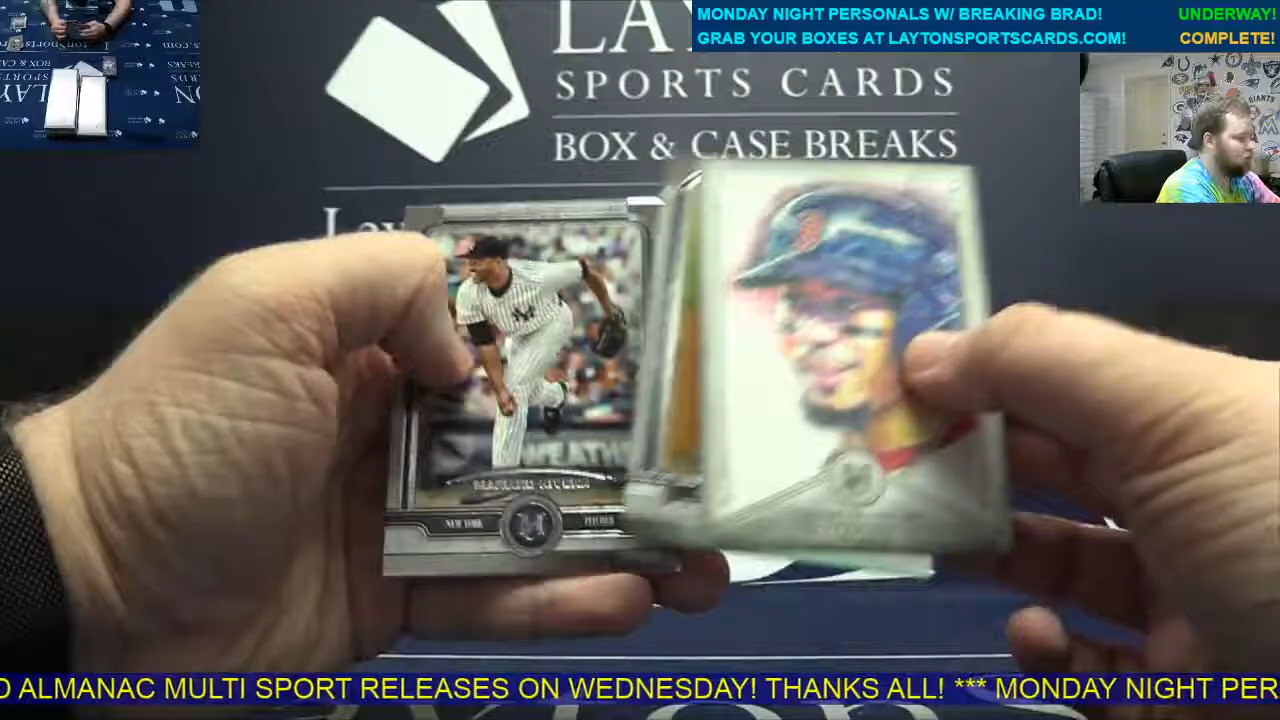 MONDAY NIGHT PERSONALS W/ BREAKING BRAD! UNDERWAY!
GRAB YOUR BOXES AT LAYTONSPORTSCARDS.COM! COMPLETE!
LAY
SPORTS CARDS
BOX & CASE BREAKS
Lay
NEW YORK PITCHER
O ALMANAC MULTI SPORT RELEASES ON WEDNESDAY! THANKS ALL! *** MONDAY NIGHT PER